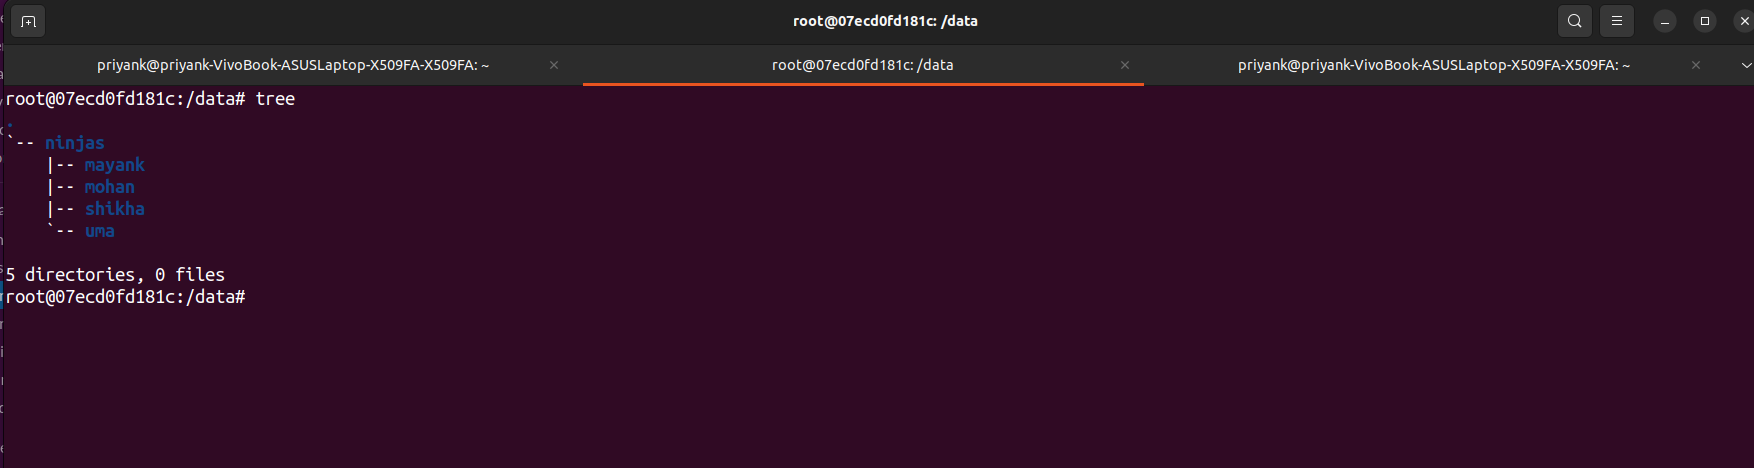 root@07ecd0fd181c: /data
priyank@priyank-VivoBook-ASUSLaptop-X509FA-X509FA: ~
root@07ecd0fd181c: /data
priyank@priyank-VivoBook-ASUSLaptop-X509FA-X509FA: ~
root@07ecd0fd181c:/data# tree
.
`-- ninjas
    |-- mayank
    |-- mohan
    |-- shikha
    `-- uma

5 directories, 0 files
root@07ecd0fd181c:/data#